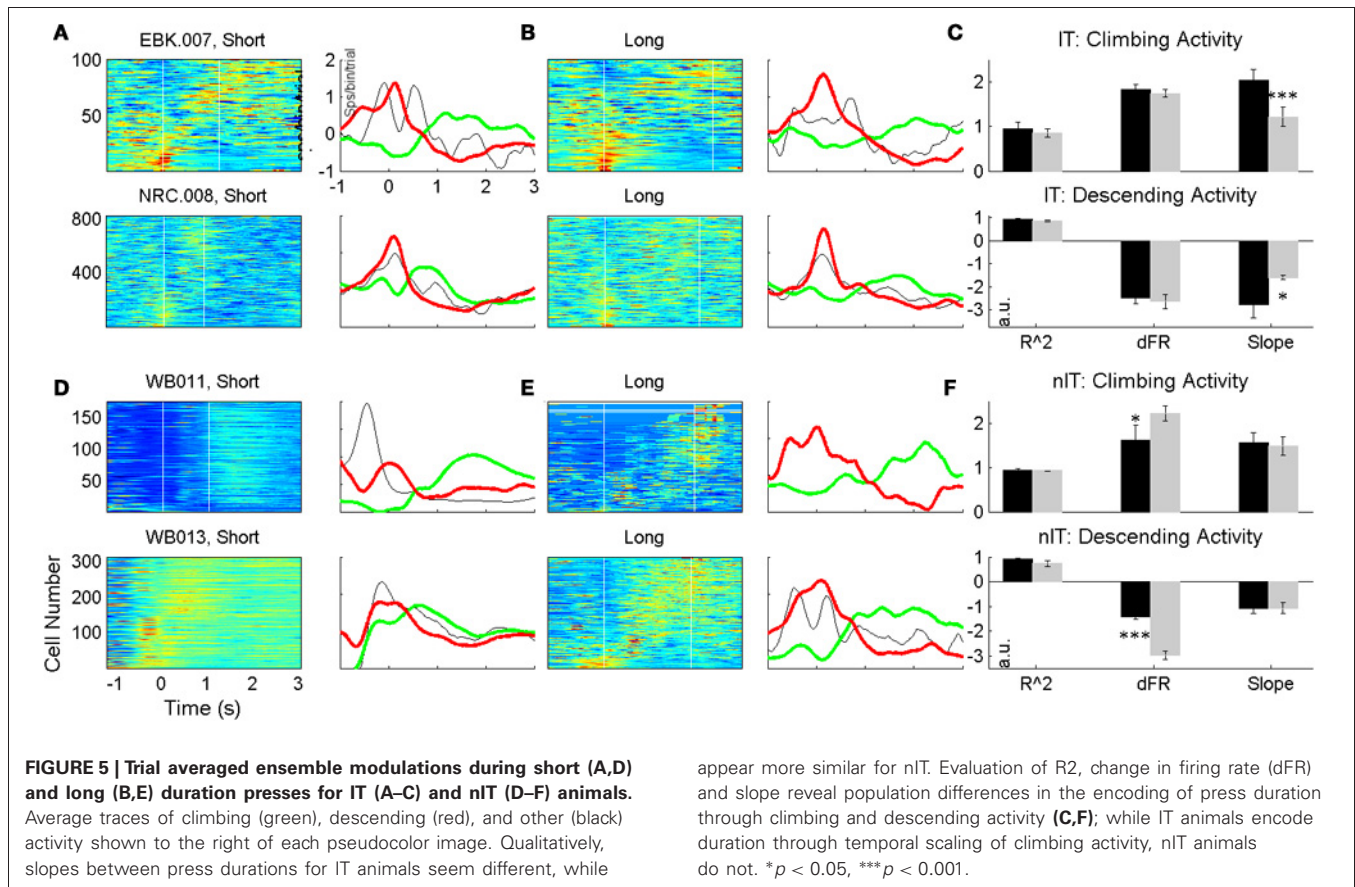 A
EBK.007, Short
B
Long
C
IT: Climbing Activity
100
50
2
1
0
-1
Sps/bin/trial
-1 0 1 2 3
2
1
0
***
NRC.008, Short
Long
IT: Descending Activity
800
400
1
0
-1
-2
-3
a.u.
*
R^2 dFR Slope
D
WB011, Short
E
Long
F
nIT: Climbing Activity
150
100
50
2
1
0
*
WB013, Short
Long
nIT: Descending Activity
Cell Number
300
200
100
-1 0 1 2 3
Time (s)
1
0
-1
-2
-3
a.u.
***
R^2 dFR Slope
FIGURE 5 | Trial averaged ensemble modulations during short (A,D)
and long (B,E) duration presses for IT (A–C) and nIT (D–F) animals.
Average traces of climbing (green), descending (red), and other (black)
activity shown to the right of each pseudocolor image. Qualitatively,
slopes between press durations for IT animals seem different, while
appear more similar for nIT. Evaluation of R2, change in firing rate (dFR)
and slope reveal population differences in the encoding of press duration
through climbing and descending activity (C,F); while IT animals encode
duration through temporal scaling of climbing activity, nIT animals
do not. *p < 0.05, ***p < 0.001.